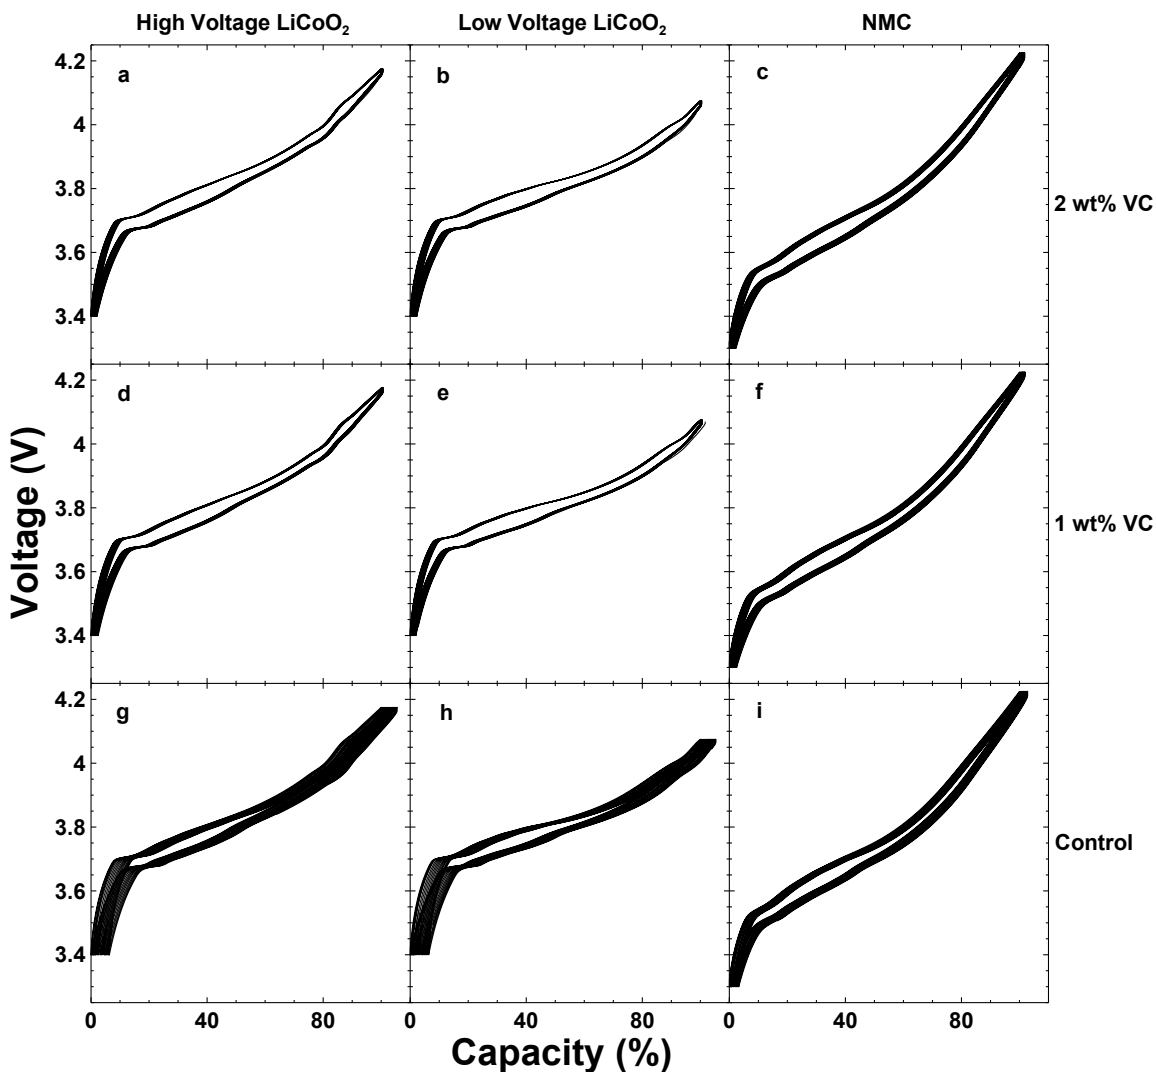 High Voltage LiCoO₂ Low Voltage LiCoO₂ NMC
4.2 a b c
4
3.8 2 wt% VC
3.6
3.4
4.2 d e f
4
3.8 1 wt% VC
3.6
3.4
4.2 g h i
4
3.8 Control
3.6
3.4
0 40 80 0 40 80 0 40 80
Voltage (V)
Capacity (%)